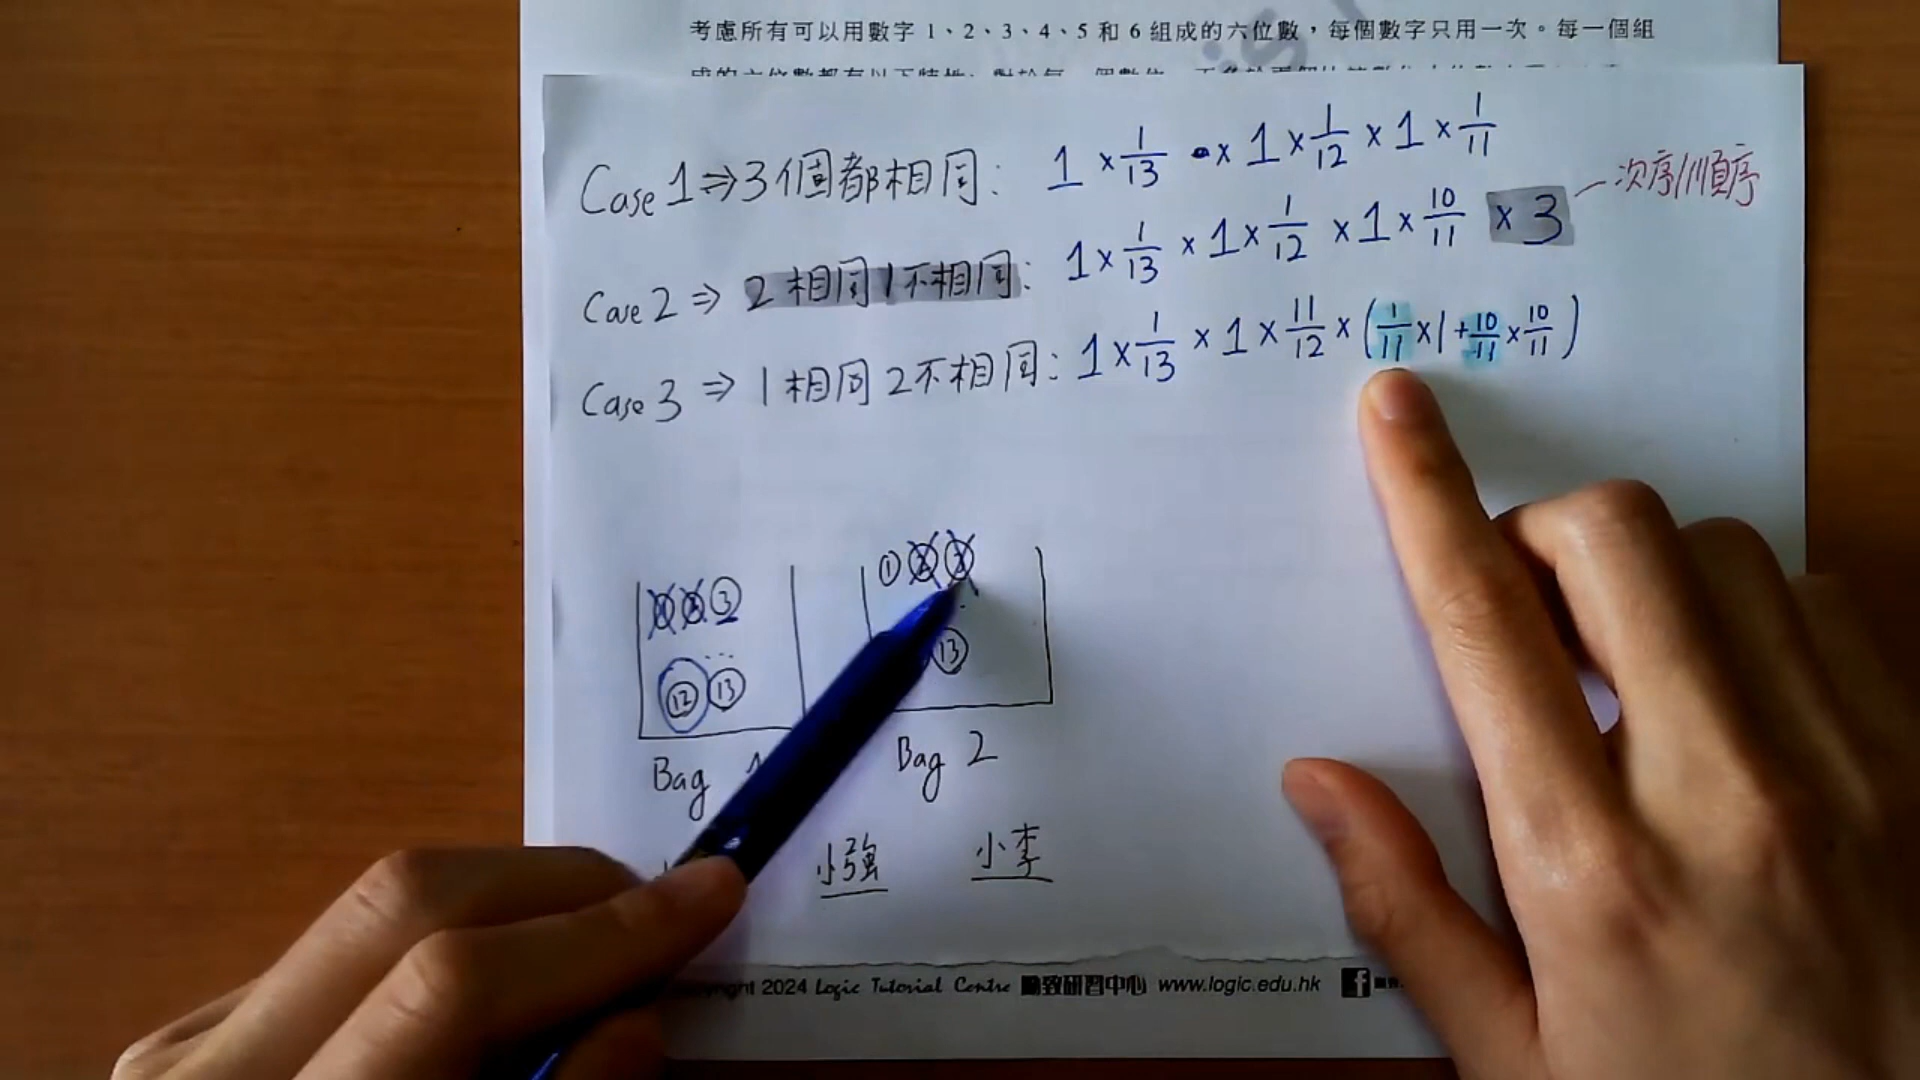 考慮所有可以用數字 1、2、3、4、5 和 6 組成的六位數，每個數字只用一次。每一個組
Case 1 ⇒ 3個都相同: 1 × 1/13 × 1 × 1/12 × 1 × 1/11
Case 2 ⇒ 2相同1不相同: 1 × 1/13 × 1 × 1/12 × 1 × 10/11 × 3
次序/順序
Case 3 ⇒ 1相同2不相同: 1 × 1/13 × 1 × 11/12 × (1/11 × 1 + 10/11 × 10/11)
① ② ③ ... ⑫ ⑬
① ② ③ ⑬
Bag
Bag 2
小強
小李
2024 Logic Tutorial Centre 勵致研習中心 www.logic.edu.hk